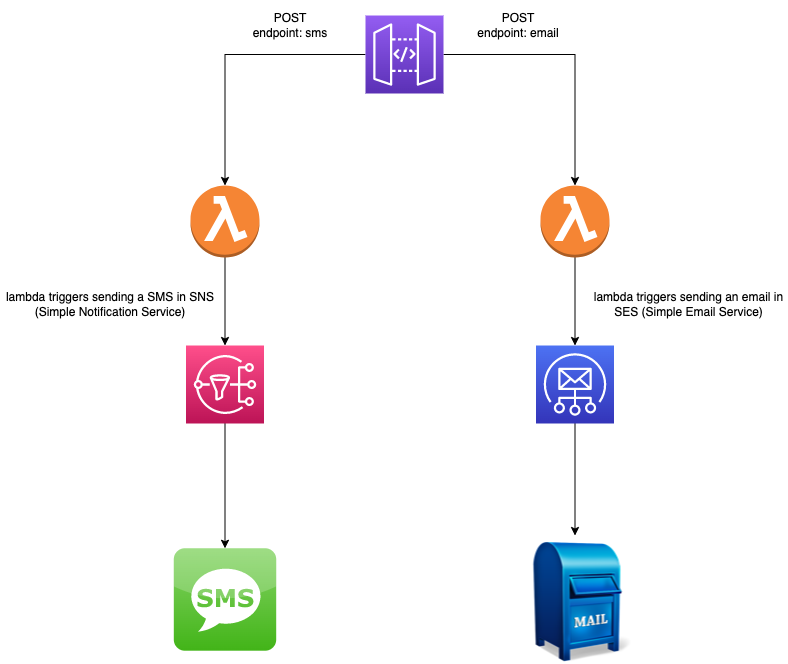 POST
endpoint: sms
POST
endpoint: email
</>
lambda triggers sending a SMS in SNS
(Simple Notification Service)
lambda triggers sending an email in
SES (Simple Email Service)
SMS
MAIL